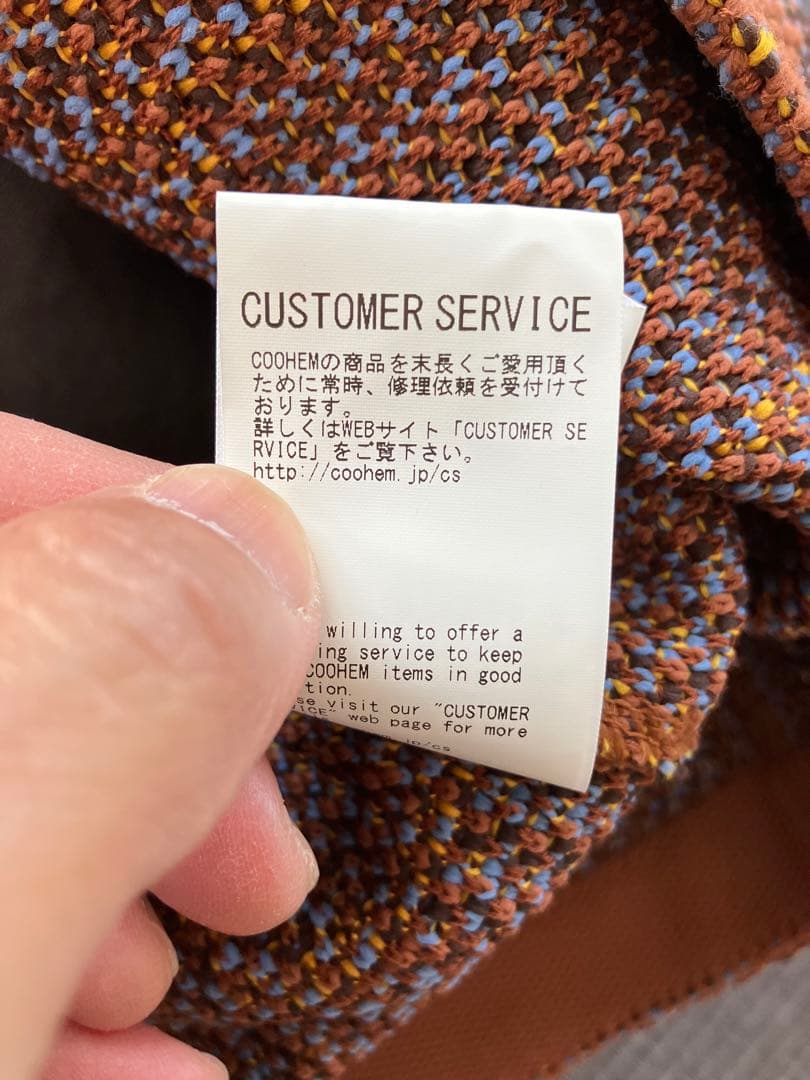 CUSTOMER SERVICE
COOHEMの商品を末長くご愛用頂く
ために常時、修理依頼を受付けて
おります。
詳しくはWEBサイト「CUSTOMER SE
RVICE」をご覧下さい。
http://coohem.jp/cs
willing to offer a
service to keep
COOHEM items in good
visit our "CUSTOMER
web page for more